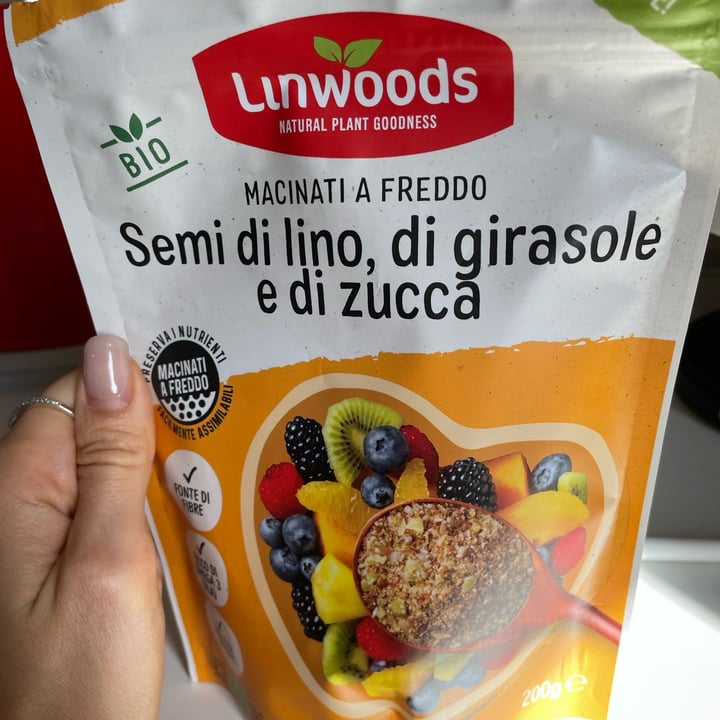 Linwoods
NATURAL PLANT GOODNESS
BIO
MACINATI A FREDDO
Semi di lino, di girasole
e di zucca
PRESERVA I NUTRIENTI
MACINATI
A FREDDO
FACILMENTE ASSIMILABILI
FONTE DI
FIBRE
200g e